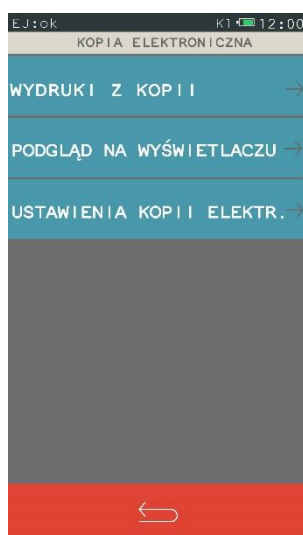 EJ:ok K1 12:00
KOPIA ELEKTRONICZNA
WYDRUKI Z KOPII
PODGLĄD NA WYŚWIETLACZU
USTAWIENIA KOPII ELEKTR.